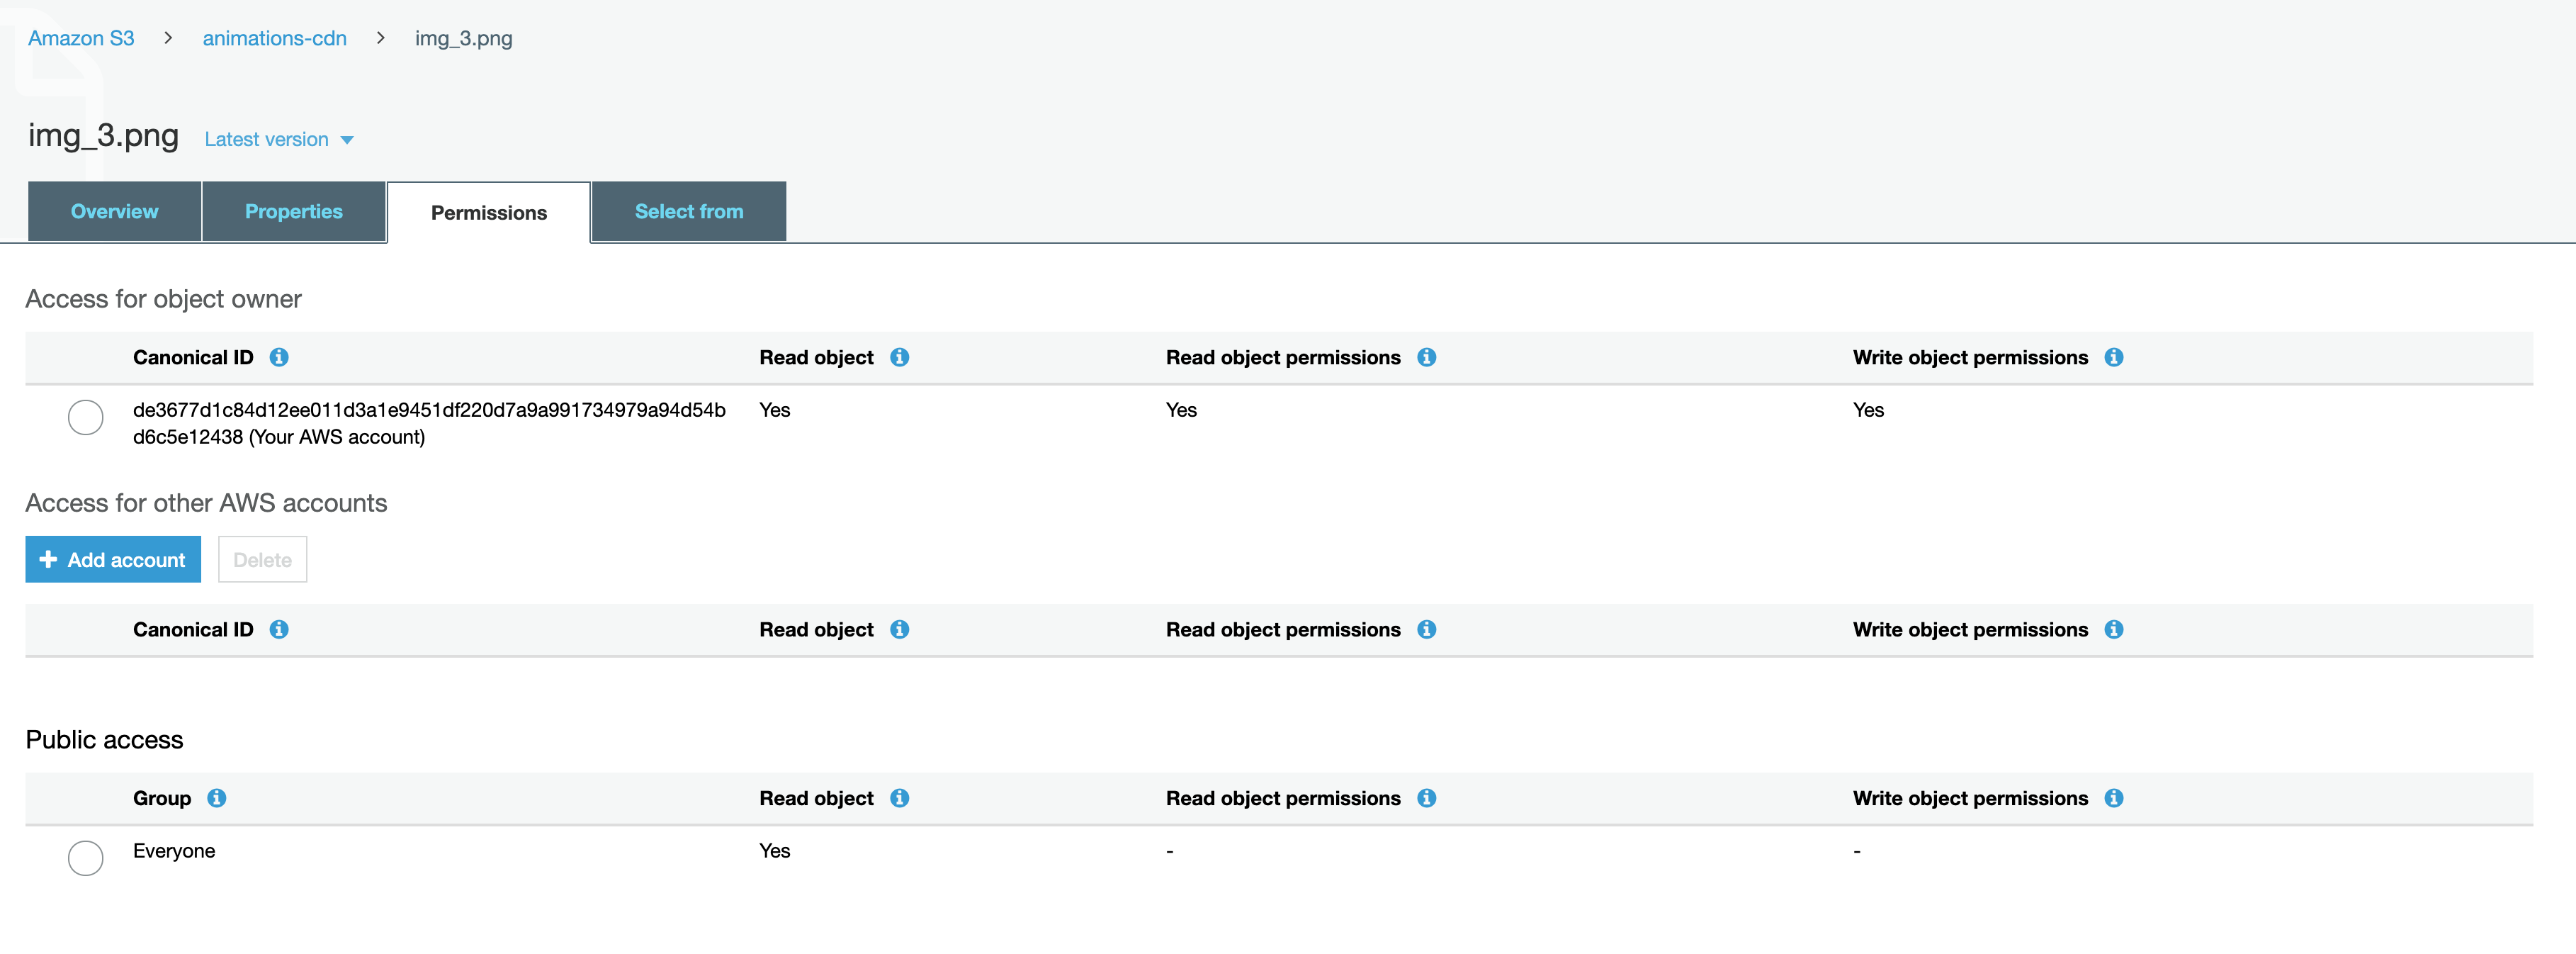 Amazon S3 > animations-cdn > img_3.png
img_3.png Latest version
Overview Properties Permissions Select from
Access for object owner
Canonical ID Read object Read object permissions Write object permissions
de3677d1c84d12ee011d3a1e9451df220d7a9a991734979a94d54b Yes Yes Yes
d6c5e12438 (Your AWS account)
Access for other AWS accounts
+ Add account Delete
Canonical ID Read object Read object permissions Write object permissions
Public access
Group Read object Read object permissions Write object permissions
Everyone Yes - -